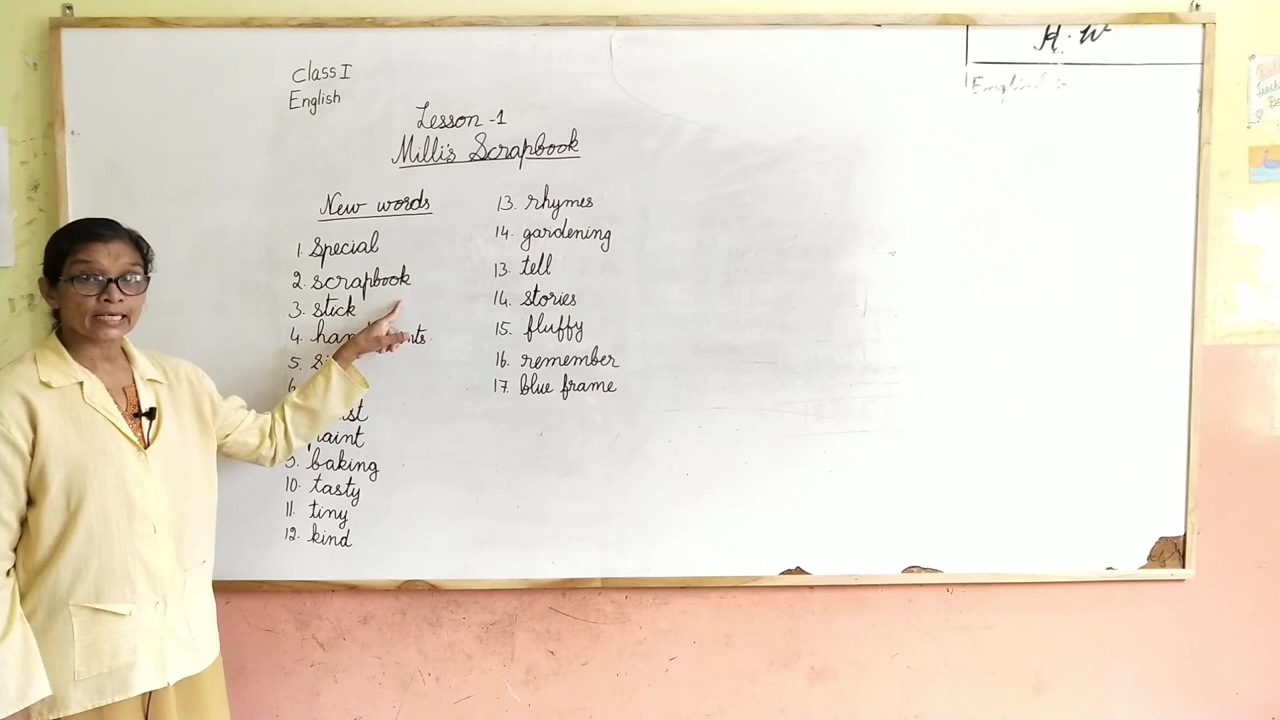 Class I
English
Lesson - 1
Milli's Scrapbook
New words
1. Special
2. scrapbook
3. stick
4.
5.
paint
9. baking
10. tasty
11. tiny
12. kind
13. rhymes
14. gardening
13. tell
14. stories
15. fluffy
16. remember
17. blue frame
H.W
English :-